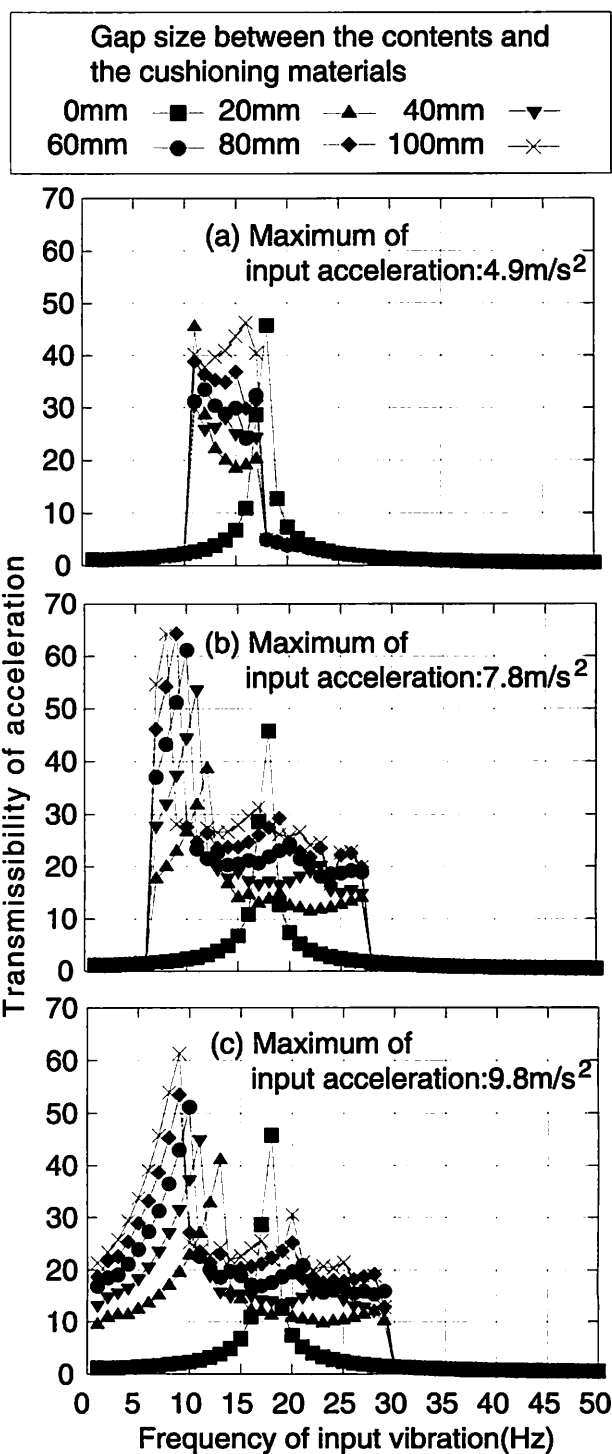 Gap size between the contents and
the cushioning materials
0mm 20mm 40mm
60mm 80mm 100mm
70
60
50
40
30
20
10
0
(a) Maximum of
input acceleration:4.9m/s²
70
60
50
40
30
20
10
0
(b) Maximum of
input acceleration:7.8m/s²
Transmissibility of acceleration
70
60
50
40
30
20
10
0
(c) Maximum of
input acceleration:9.8m/s²
0 5 10 15 20 25 30 35 40 45 50
Frequency of input vibration(Hz)